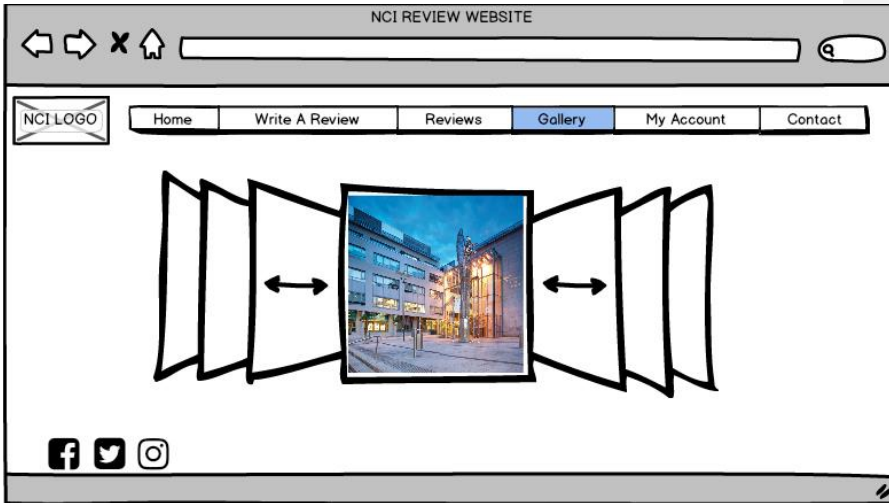 NCI REVIEW WEBSITE
NCI LOGO
Home Write A Review Reviews Gallery My Account Contact